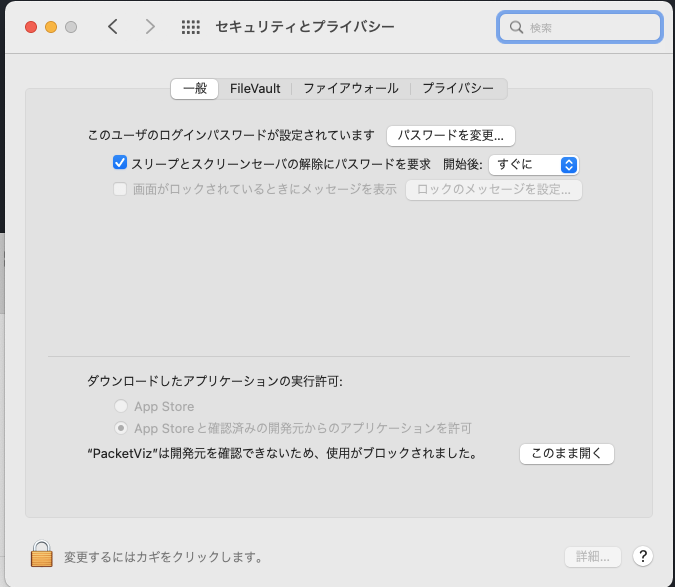 セキュリティとプライバシー
検索
一般 FileVault ファイアウォール プライバシー
このユーザのログインパスワードが設定されています パスワードを変更...
スリープとスクリーンセーバの解除にパスワードを要求 開始後: すぐに
画面がロックされているときにメッセージを表示 ロックのメッセージを設定...
ダウンロードしたアプリケーションの実行許可:
App Store
App Store と確認済みの開発元からのアプリケーションを許可
“PacketViz”は開発元を確認できないため、使用がブロックされました。 このまま開く
変更するにはカギをクリックします。 詳細... ?